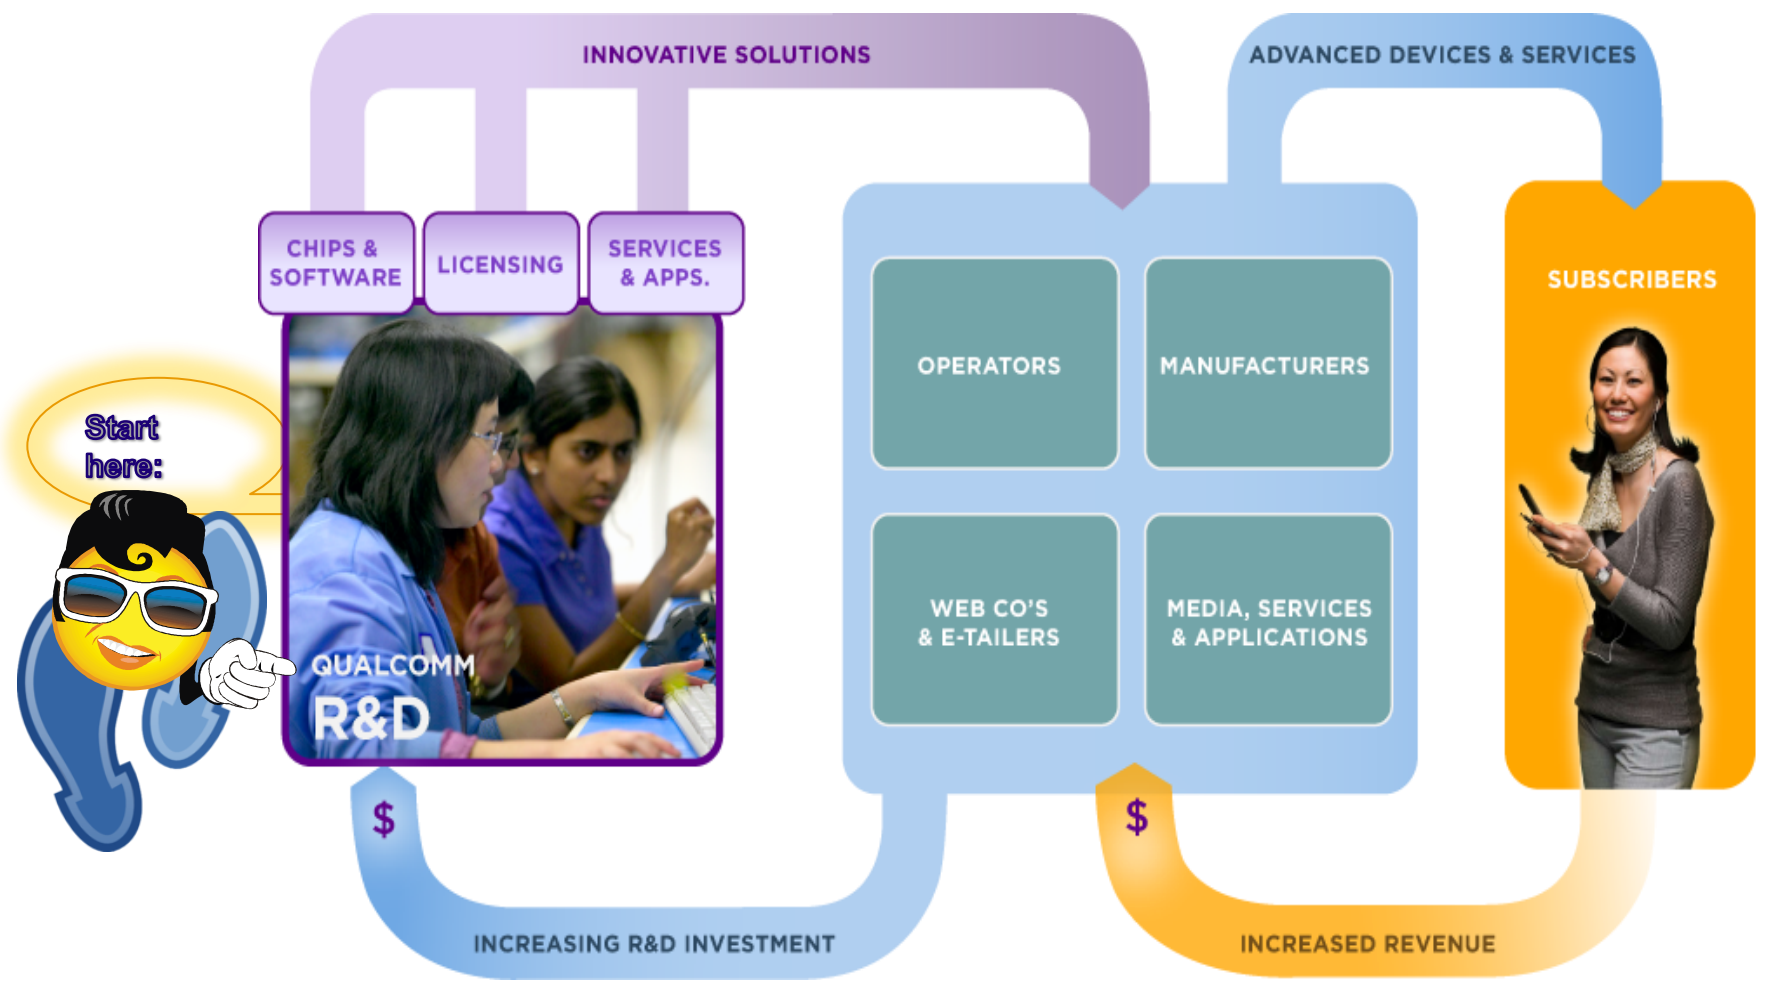 INNOVATIVE SOLUTIONS
ADVANCED DEVICES & SERVICES
CHIPS &
SOFTWARE
LICENSING
SERVICES
& APPS.
SUBSCRIBERS
OPERATORS
MANUFACTURERS
Start
here:
WEB CO'S
& E-TAILERS
MEDIA, SERVICES
& APPLICATIONS
QUALCOMM
R&D
$
$
INCREASING R&D INVESTMENT
INCREASED REVENUE